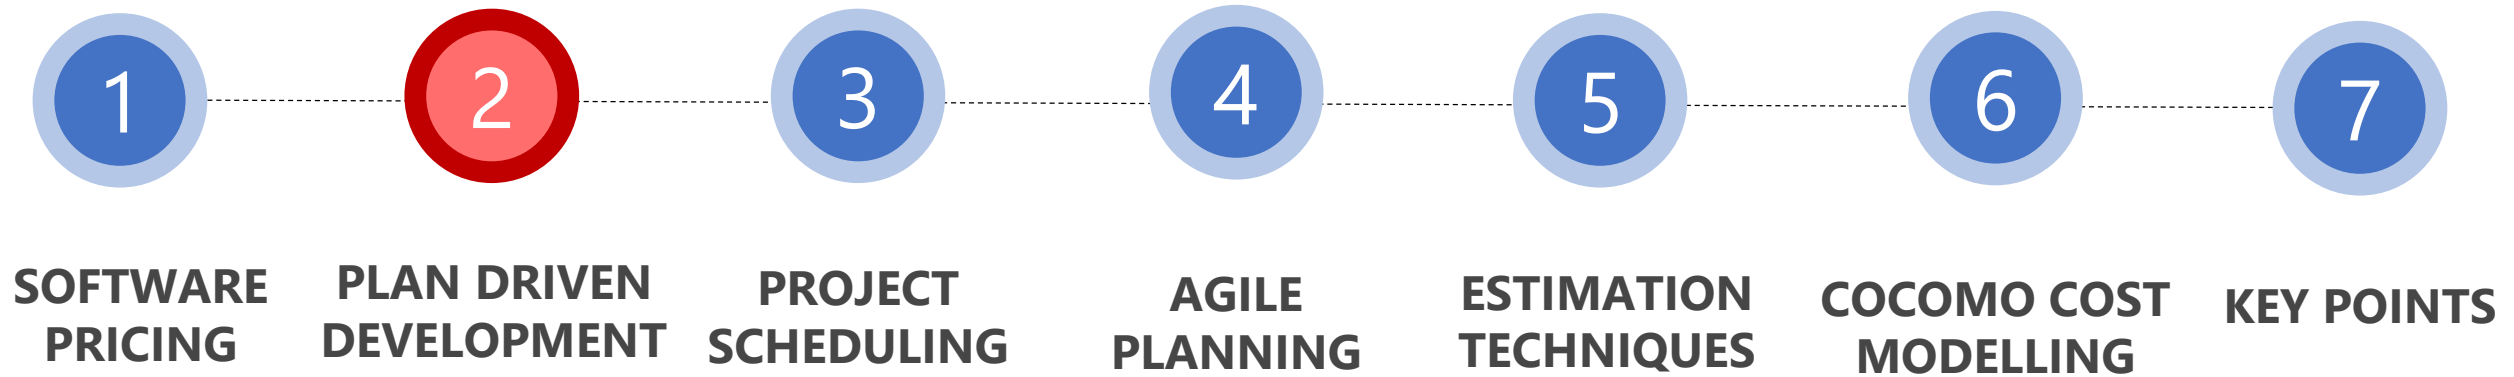 1
2
3
4
5
6
7
SOFTWARE
PRICING
PLAN DRIVEN
DEVELOPMENT
PROJECT
SCHEDULING
AGILE
PLANNING
ESTIMATION
TECHNIQUES
COCOMO COST
MODELLING
KEY POINTS